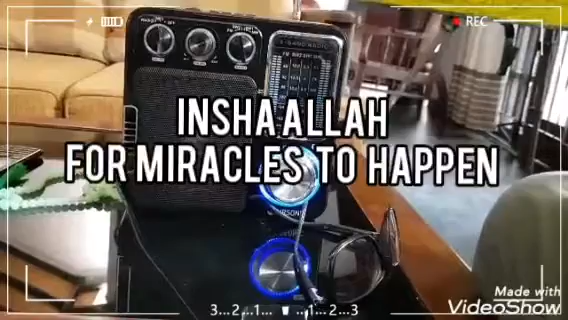 REC
INSHA ALLAH
FOR MIRACLES TO HAPPEN
3...2...1... ...1...2...3
Made with
VideoShow